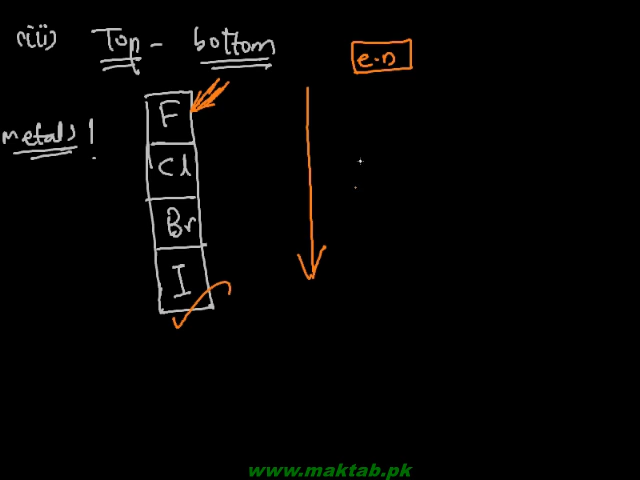 (iii) Top - bottom
e.n
metals !
F
Cl
Br
I
www.maktab.pk